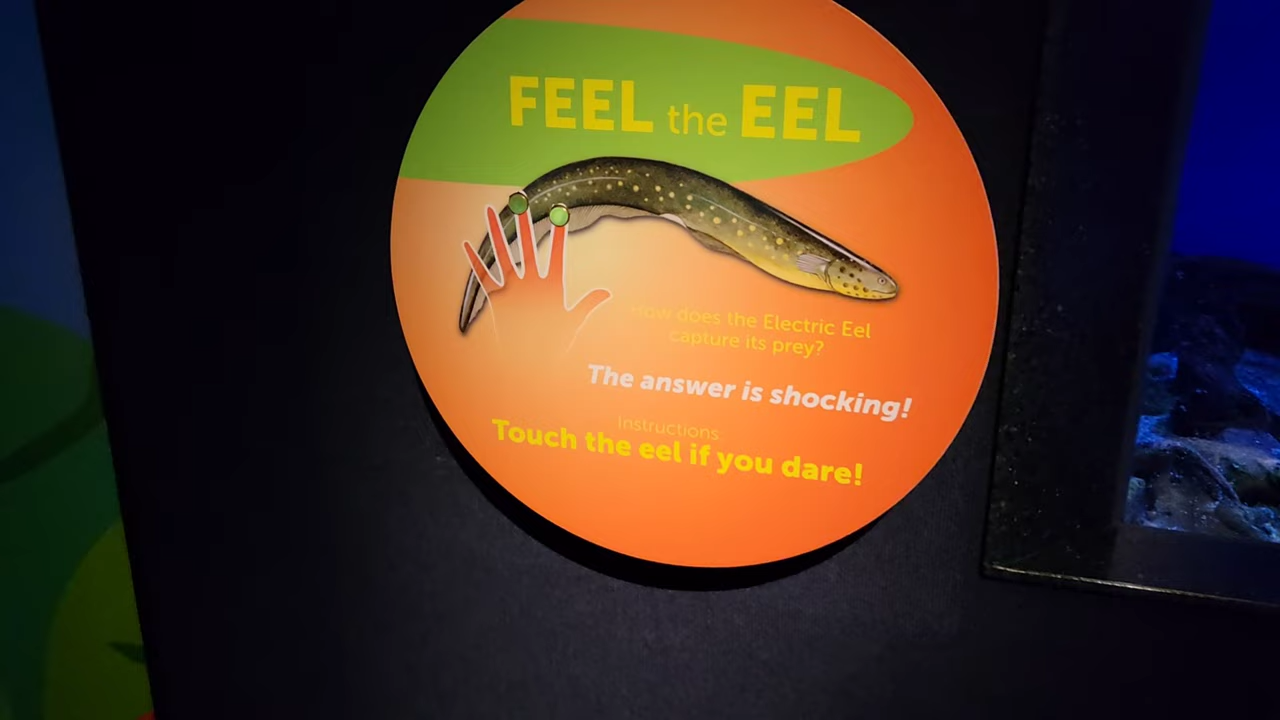 FEEL the EEL
How does the Electric Eel
capture its prey?
The answer is shocking!
Instructions
Touch the eel if you dare!